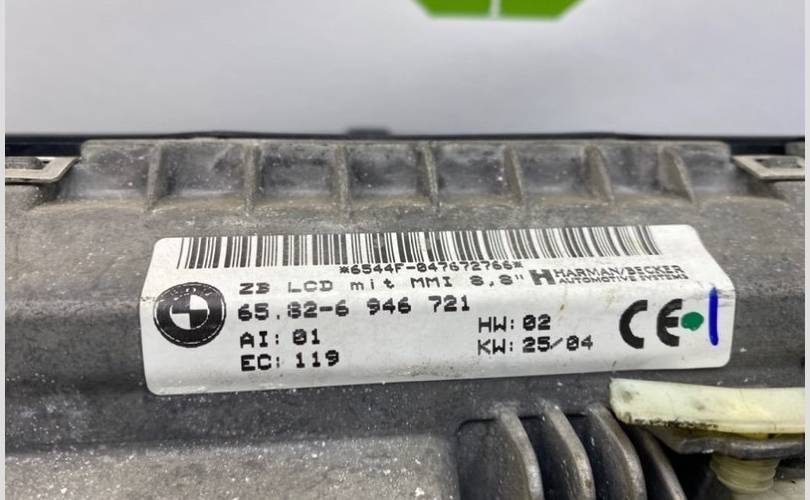 *6544F-047672766*
ZB LCD mit MMI 8,8" HARMAN/BECKER
AUTOMOTIVE SYSTEMS
65.82-6 946 721
AI: 01 HW: 02
EC: 119 KW: 25/04
CE